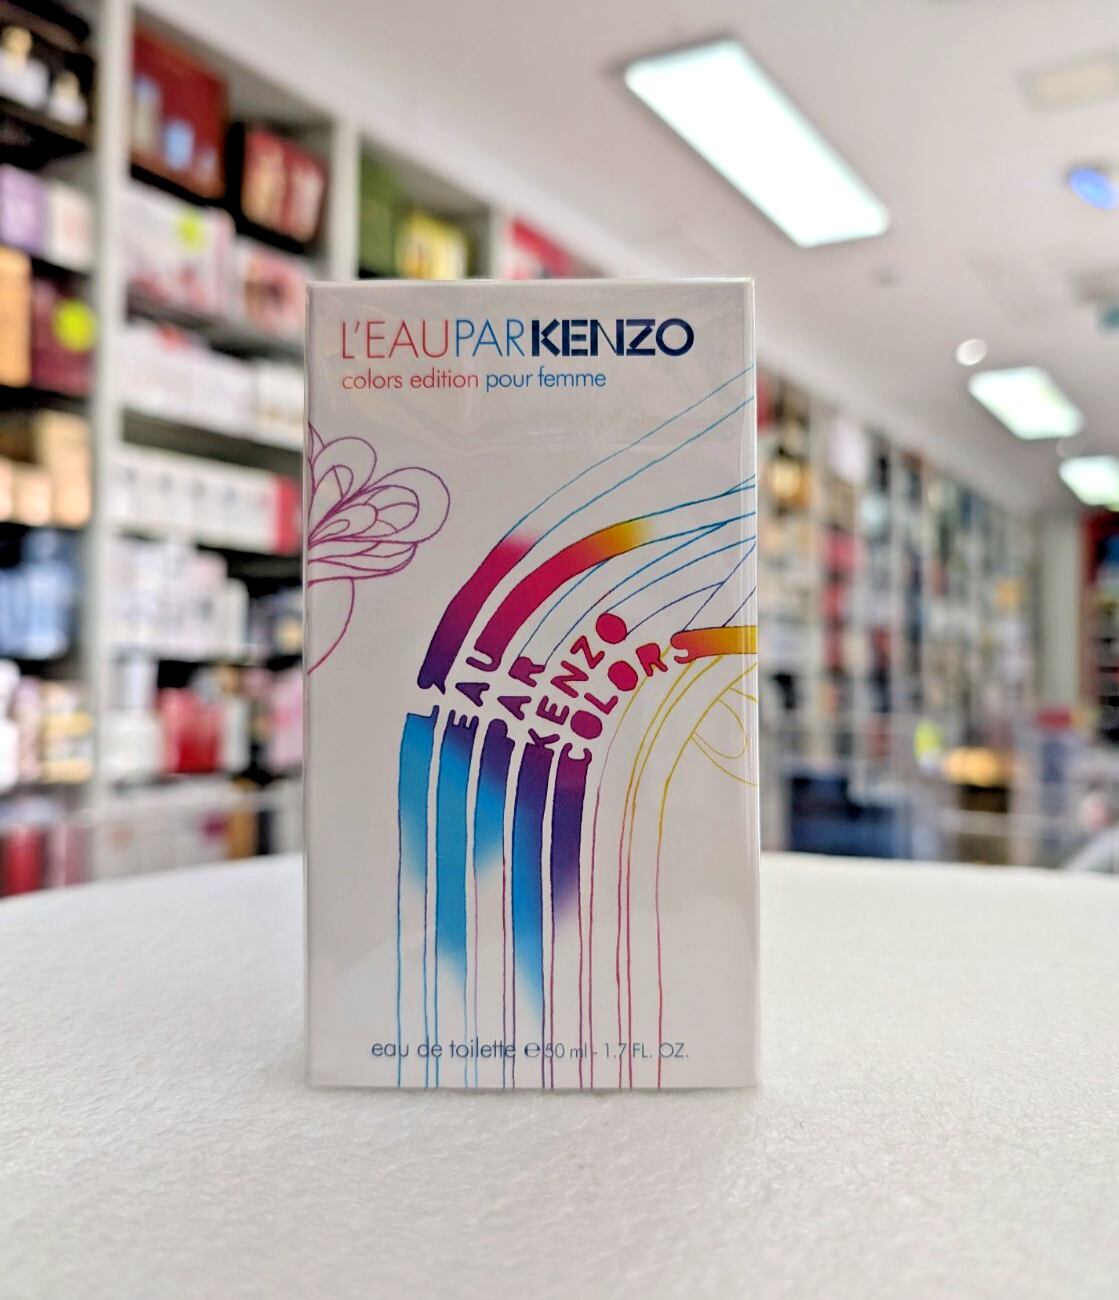 L'EAUPARKENZO
colors edition pour femme
L'EAU
PAR
KENZO
COLORS
eau de toilette ℮ 50 ml - 1.7 FL. OZ.